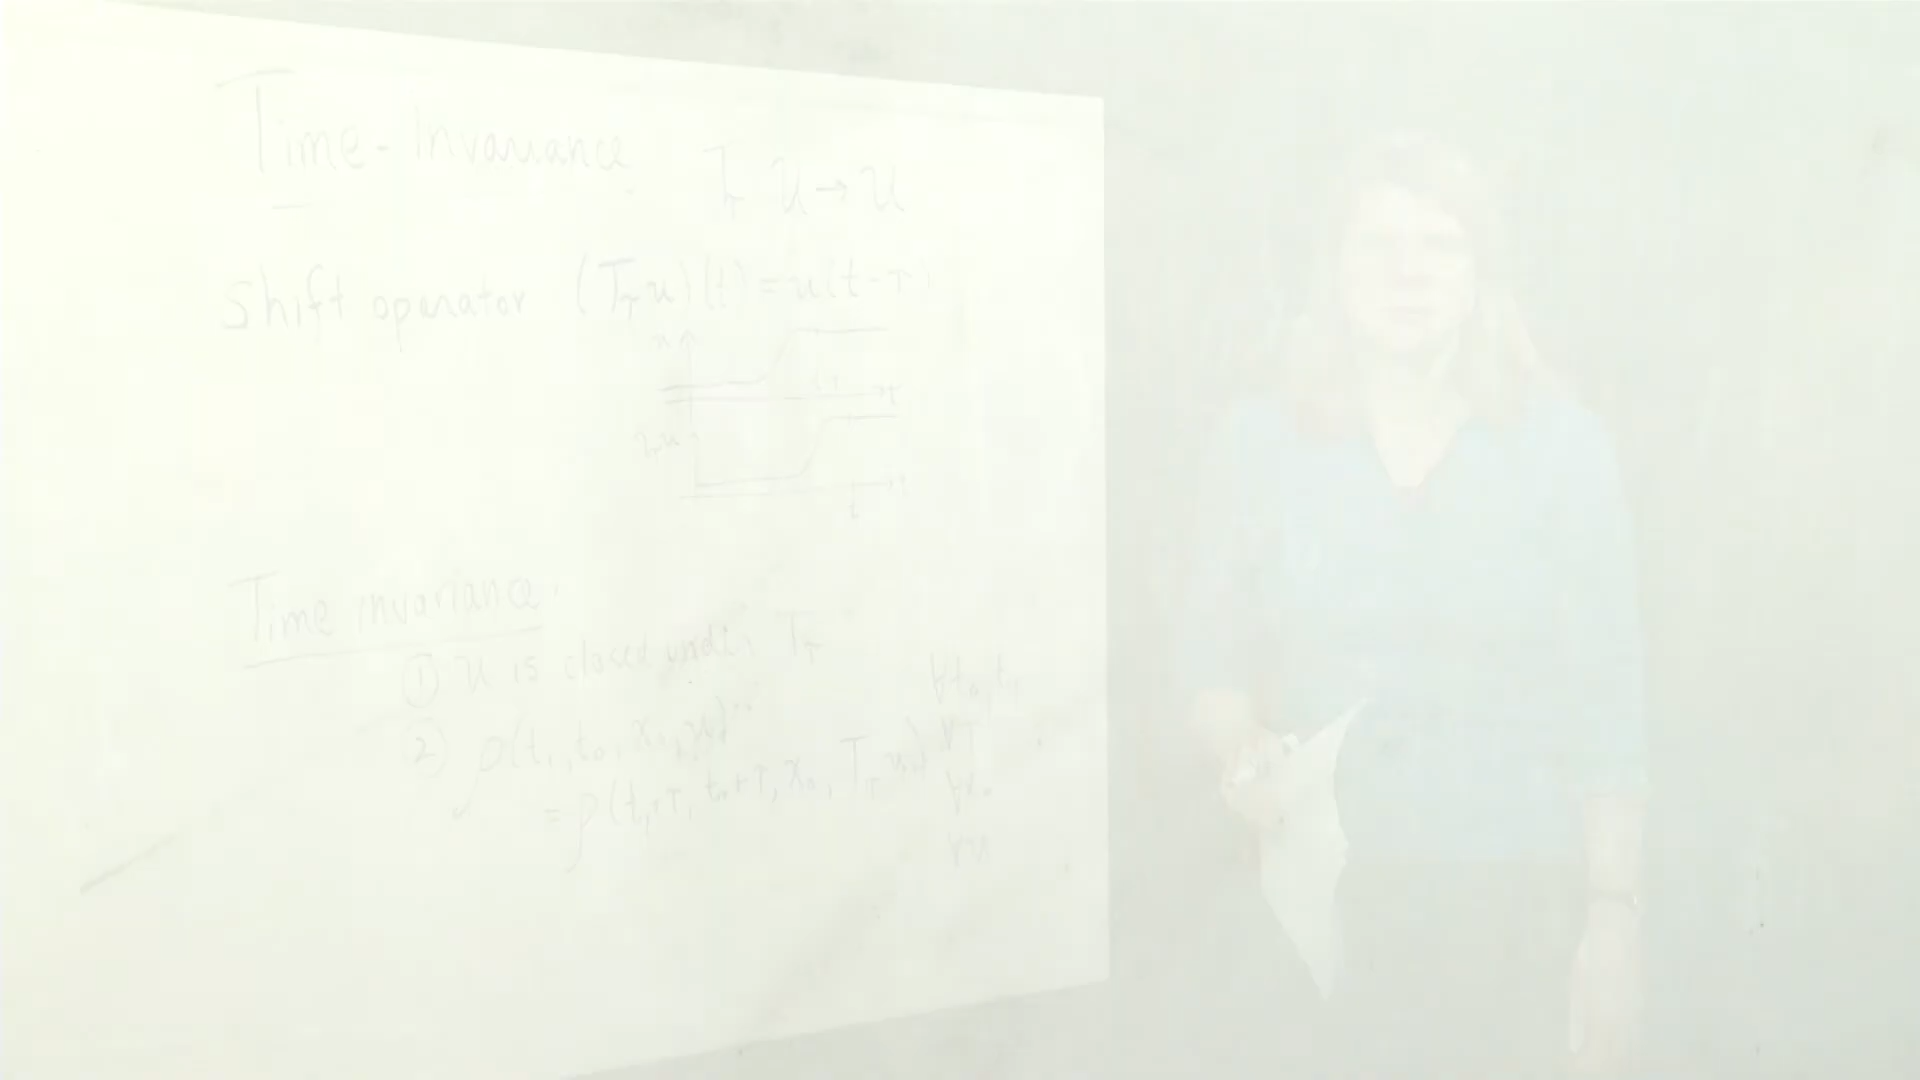 Time-Invariance
T_τ U → U
Shift operator (T_τ u)(t) = u(t-τ)
u
t
T_τ u
t
Time invariance
① U is closed under T_τ
② ρ(t₁, t₀, x₀, u) ∀t₀, t₁
= ρ(t₁+τ, t₀+τ, x₀, T_τ u) ∀τ
∀x₀
∀u